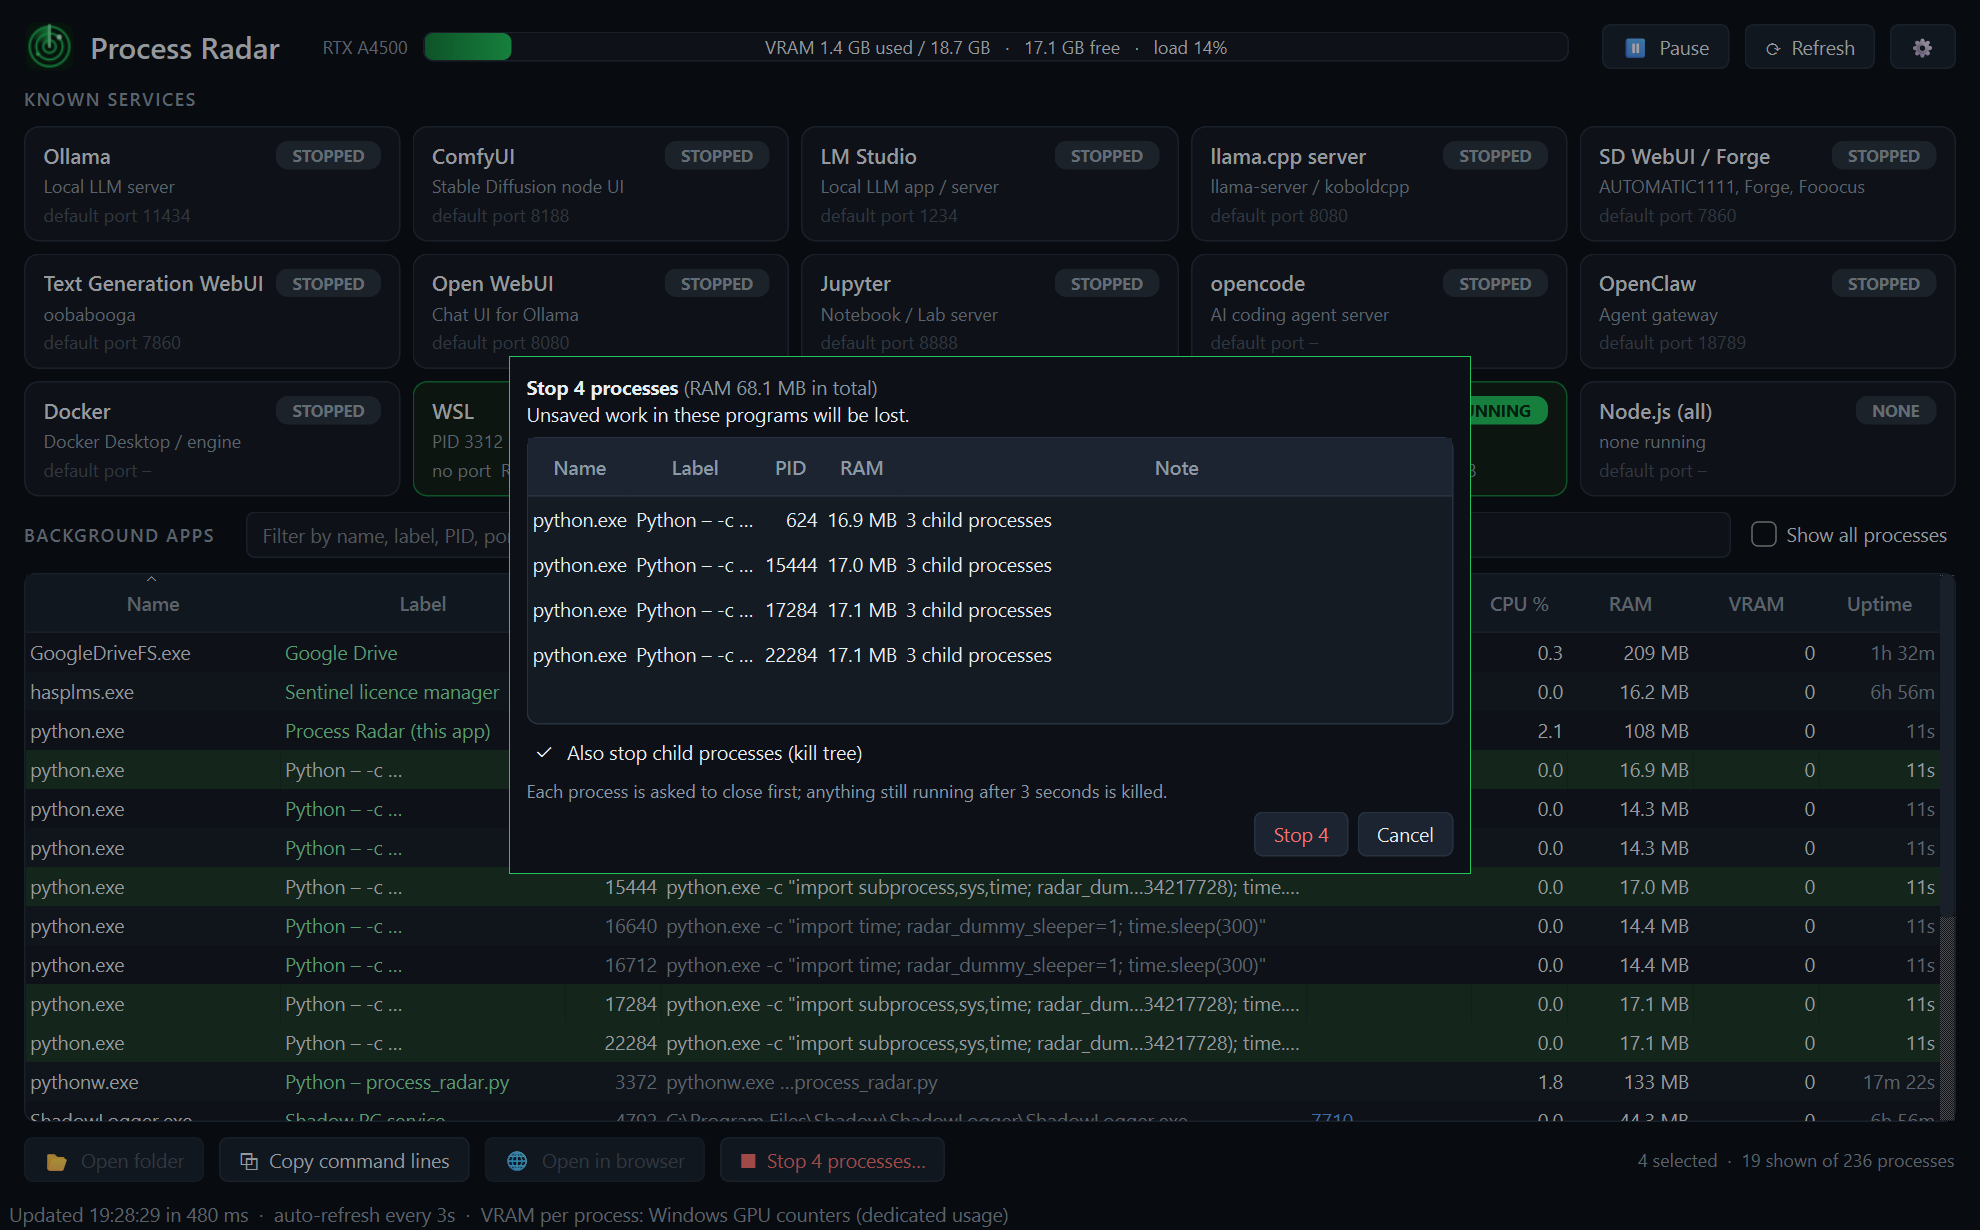 Process Radar
RTX A4500
VRAM 1.4 GB used / 18.7 GB · 17.1 GB free · load 14%
Pause
Refresh
KNOWN SERVICES
Ollama STOPPED
Local LLM server
default port 11434
ComfyUI STOPPED
Stable Diffusion node UI
default port 8188
LM Studio STOPPED
Local LLM app / server
default port 1234
llama.cpp server STOPPED
llama-server / koboldcpp
default port 8080
SD WebUI / Forge STOPPED
AUTOMATIC1111, Forge, Fooocus
default port 7860
Text Generation WebUI STOPPED
oobabooga
default port 7860
Open WebUI STOPPED
Chat UI for Ollama
default port 8080
Jupyter STOPPED
Notebook / Lab server
default port 8888
opencode STOPPED
AI coding agent server
default port –
OpenClaw STOPPED
Agent gateway
default port 18789
Docker STOPPED
Docker Desktop / engine
default port –
WSL
PID 3312
no port
UNNING
Node.js (all) NONE
none running
default port –
Stop 4 processes (RAM 68.1 MB in total)
Unsaved work in these programs will be lost.
Name Label PID RAM Note
python.exe Python – -c ... 624 16.9 MB 3 child processes
python.exe Python – -c ... 15444 17.0 MB 3 child processes
python.exe Python – -c ... 17284 17.1 MB 3 child processes
python.exe Python – -c ... 22284 17.1 MB 3 child processes
Also stop child processes (kill tree)
Each process is asked to close first; anything still running after 3 seconds is killed.
Stop 4
Cancel
BACKGROUND APPS
Filter by name, label, PID, po
Show all processes
Name Label CPU % RAM VRAM Uptime
GoogleDriveFS.exe Google Drive 0.3 209 MB 0 1h 32m
hasplms.exe Sentinel licence manager 0.0 16.2 MB 0 6h 56m
python.exe Process Radar (this app) 2.1 108 MB 0 11s
python.exe Python – -c ... 0.0 16.9 MB 0 11s
python.exe Python – -c ... 0.0 14.3 MB 0 11s
python.exe Python – -c ... 0.0 14.3 MB 0 11s
python.exe Python – -c ... 15444 python.exe -c "import subprocess,sys,time; radar_dum...34217728); time.... 0.0 17.0 MB 0 11s
python.exe Python – -c ... 16640 python.exe -c "import time; radar_dummy_sleeper=1; time.sleep(300)" 0.0 14.4 MB 0 11s
python.exe Python – -c ... 16712 python.exe -c "import time; radar_dummy_sleeper=1; time.sleep(300)" 0.0 14.4 MB 0 11s
python.exe Python – -c ... 17284 python.exe -c "import subprocess,sys,time; radar_dum...34217728); time.... 0.0 17.1 MB 0 11s
python.exe Python – -c ... 22284 python.exe -c "import subprocess,sys,time; radar_dum...34217728); time.... 0.0 17.1 MB 0 11s
pythonw.exe Python – process_radar.py 3372 pythonw.exe ...process_radar.py 1.8 133 MB 0 17m 22s
ShadowLogger.exe Shadow PC service 4792 C:\Program Files\Shadow\ShadowLogger\ShadowLogger.exe 7710 0.0 44.3 MB 0 6h 56m
Open folder
Copy command lines
Open in browser
Stop 4 processes...
4 selected · 19 shown of 236 processes
Updated 19:28:29 in 480 ms · auto-refresh every 3s · VRAM per process: Windows GPU counters (dedicated usage)